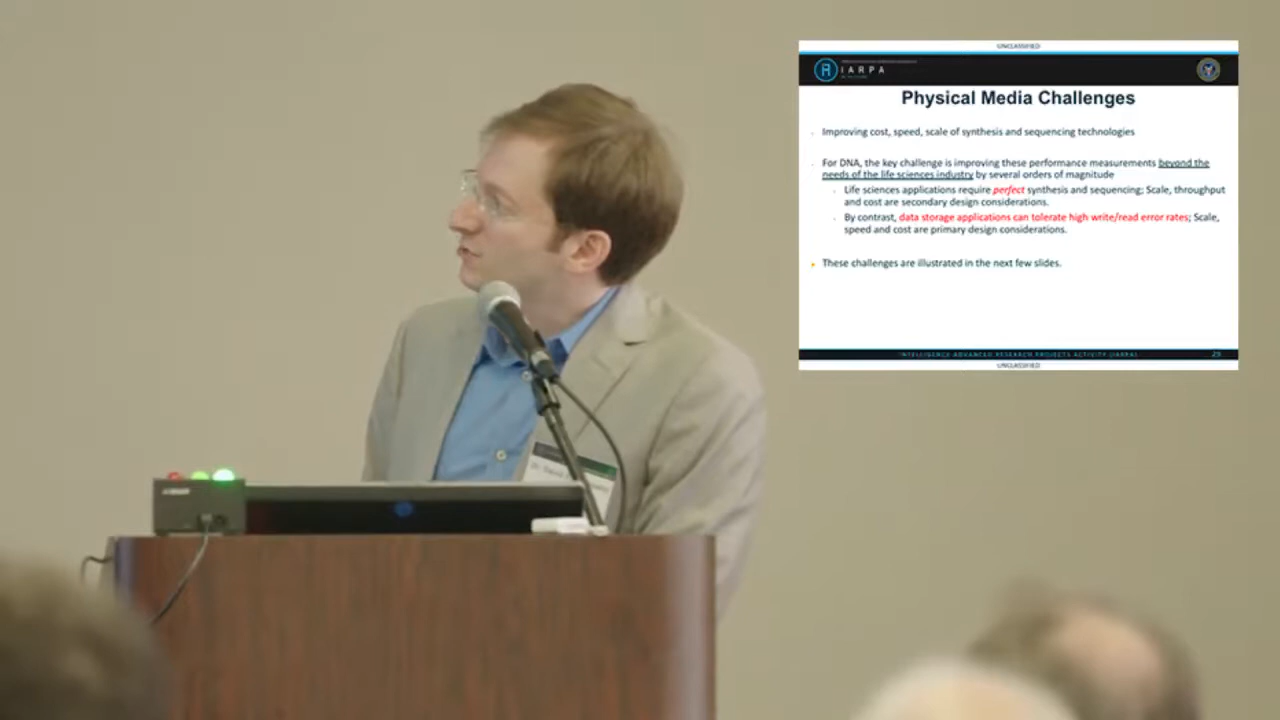 UNCLASSIFIED
IARPA
Physical Media Challenges
Improving cost, speed, scale of synthesis and sequencing technologies
For DNA, the key challenge is improving these performance measurements beyond the
needs of the life sciences industry by several orders of magnitude
Life sciences applications require perfect synthesis and sequencing; Scale, throughput
and cost are secondary design considerations.
By contrast, data storage applications can tolerate high write/read error rates; Scale,
speed and cost are primary design considerations.
These challenges are illustrated in the next few slides.
INTELLIGENCE ADVANCED RESEARCH PROJECTS ACTIVITY (IARPA)
29
UNCLASSIFIED
Dr.